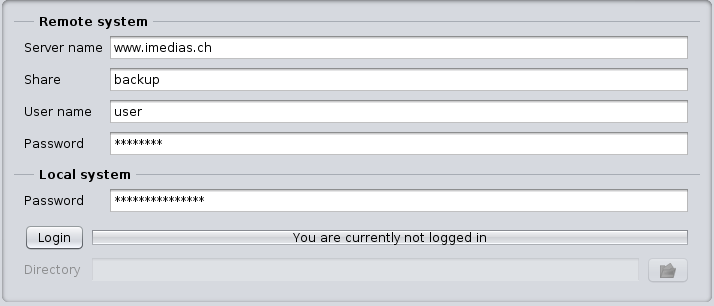 Remote system
Server name www.imedias.ch
Share backup
User name user
Password ********
Local system
Password ***************
Login You are currently not logged in
Directory